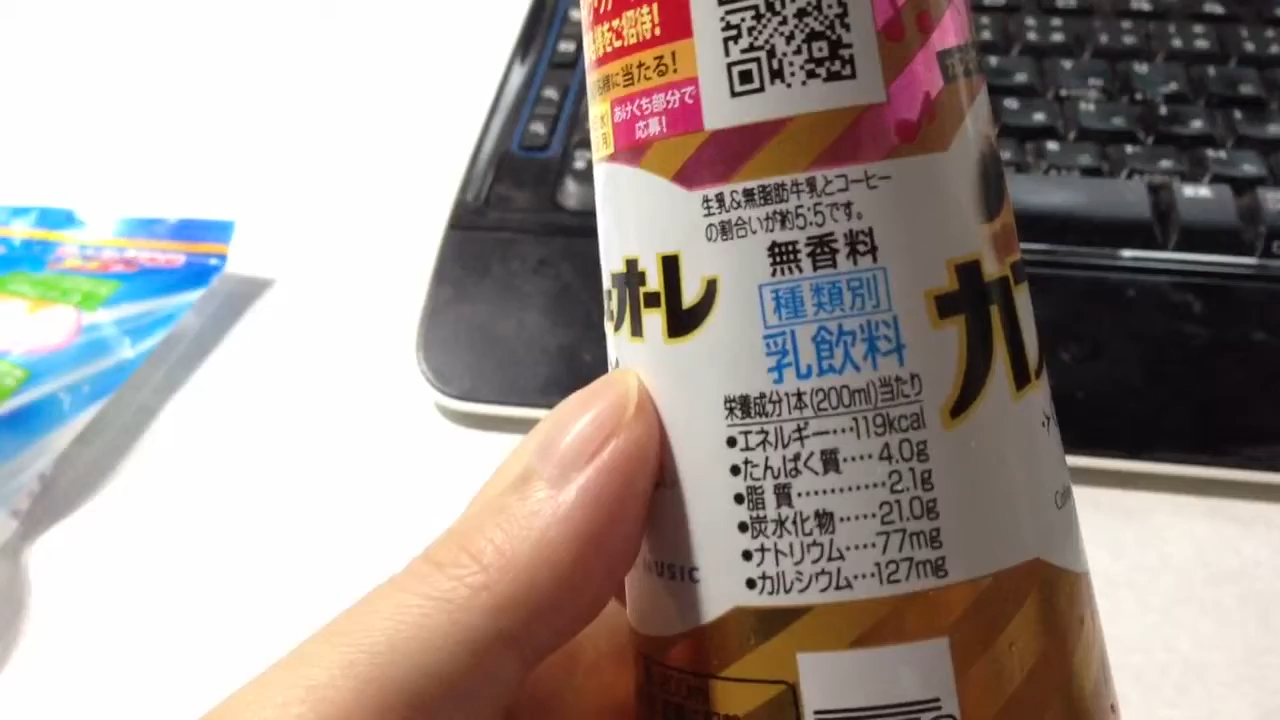 をご招待!
様に当たる!
あけくち部分で
応募!
生乳&無脂肪牛乳とコーヒー
の割合いが約5:5です。
無香料
オーレ
種類別
乳飲料
カフ
栄養成分1本(200ml)当たり
●エネルギー…119kcal
●たんぱく質…4.0g
●脂質…………2.1g
●炭水化物……21.0g
●ナトリウム…77mg
●カルシウム…127mg
MUSIC